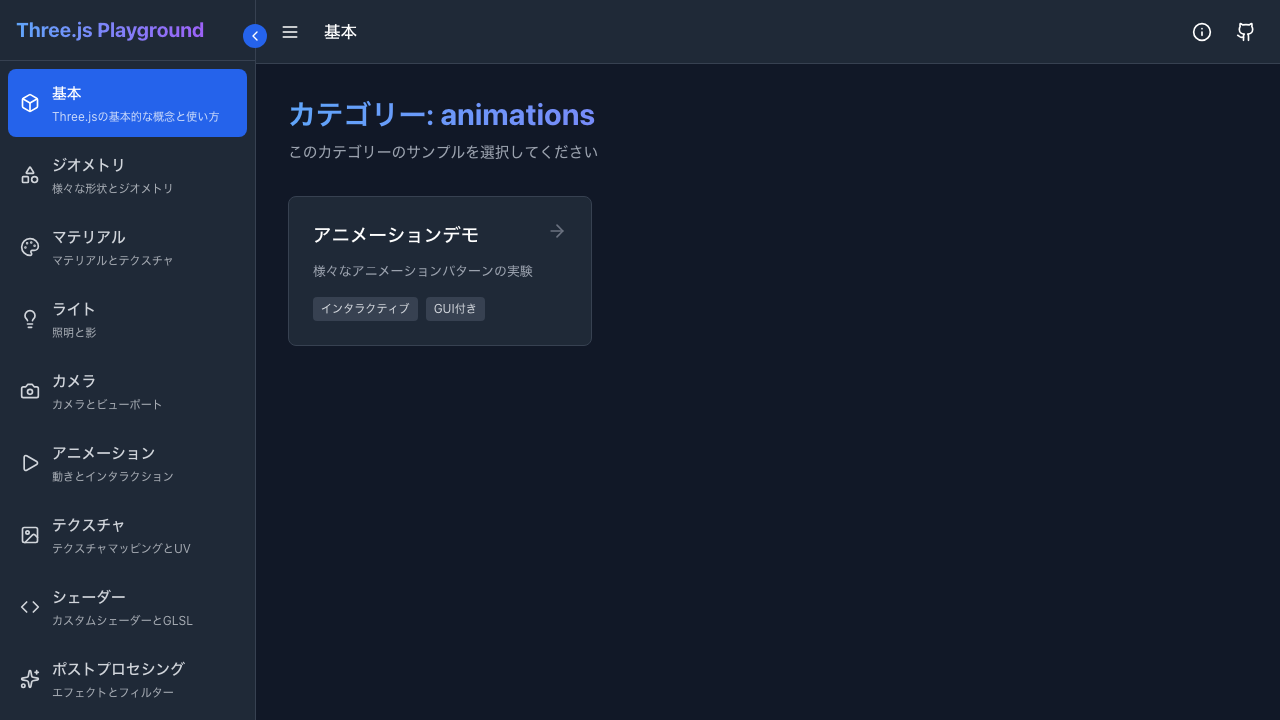 Three.js Playground
基本
Three.jsの基本的な概念と使い方
ジオメトリ
様々な形状とジオメトリ
マテリアル
マテリアルとテクスチャ
ライト
照明と影
カメラ
カメラとビューポート
アニメーション
動きとインタラクション
テクスチャ
テクスチャマッピングとUV
シェーダー
カスタムシェーダーとGLSL
ポストプロセシング
エフェクトとフィルター
基本
カテゴリー: animations
このカテゴリーのサンプルを選択してください
アニメーションデモ
様々なアニメーションパターンの実験
インタラクティブ GUI付き